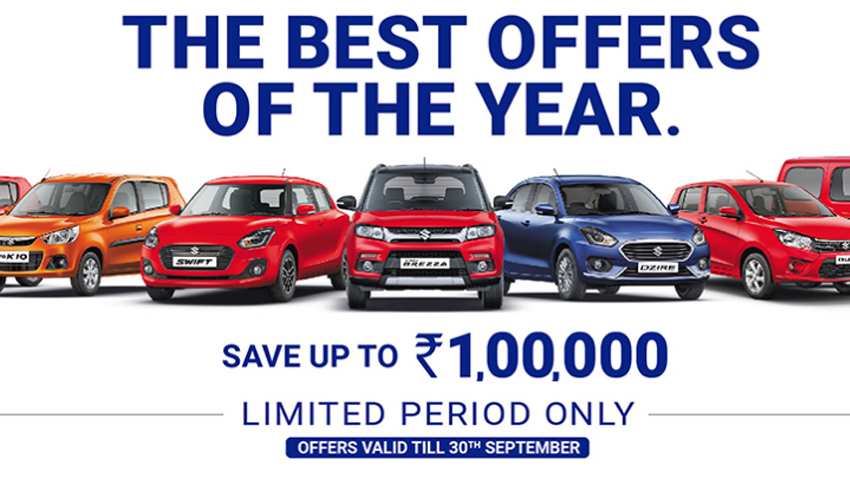 THE BEST OFFERS
OF THE YEAR.
K10
SWIFT
BREZZA
DZIRE
SAVE UP TO ₹1,00,000
LIMITED PERIOD ONLY
OFFERS VALID TILL 30TH SEPTEMBER